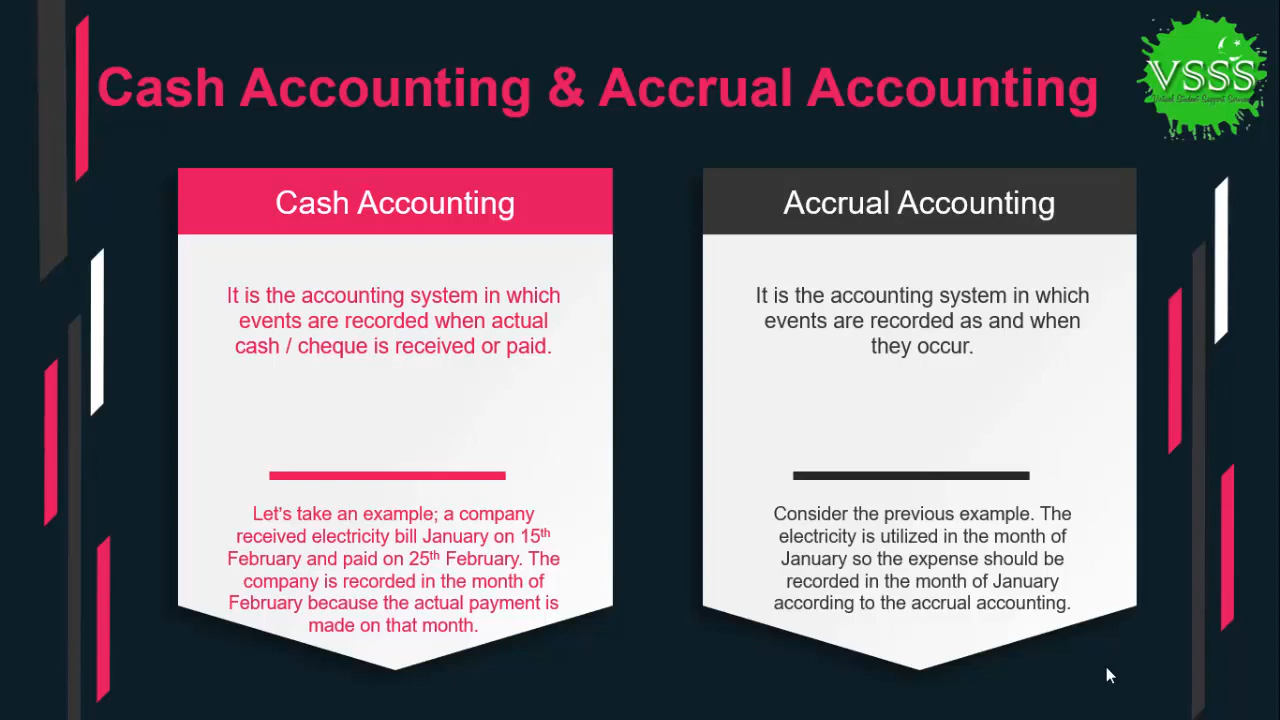 Cash Accounting & Accrual Accounting
VSSS
Virtual Student Support Services
Cash Accounting
It is the accounting system in which
events are recorded when actual
cash / cheque is received or paid.
Let's take an example; a company
received electricity bill January on 15th
February and paid on 25th February. The
company is recorded in the month of
February because the actual payment is
made on that month.
Accrual Accounting
It is the accounting system in which
events are recorded as and when
they occur.
Consider the previous example. The
electricity is utilized in the month of
January so the expense should be
recorded in the month of January
according to the accrual accounting.